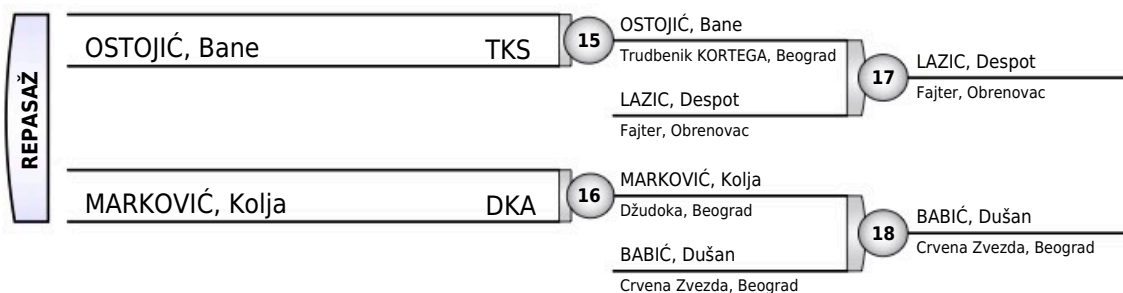 REPASAŽ
OSTOJIĆ, Bane TKS
15
OSTOJIĆ, Bane
Trudbenik KORTEGA, Beograd
LAZIC, Despot
Fajter, Obrenovac
17
LAZIC, Despot
Fajter, Obrenovac
MARKOVIĆ, Kolja DKA
16
MARKOVIĆ, Kolja
Džudoka, Beograd
BABIĆ, Dušan
Crvena Zvezda, Beograd
18
BABIĆ, Dušan
Crvena Zvezda, Beograd